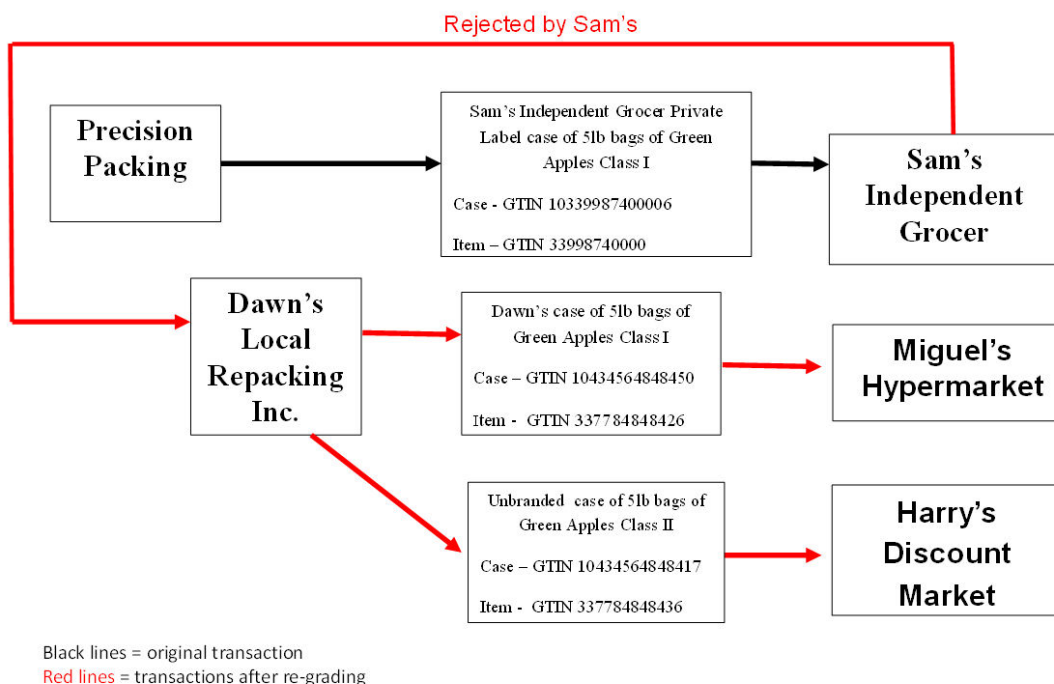 Rejected by Sam's
Precision
Packing
Sam's Independent Grocer Private
Label case of 5lb bags of Green
Apples Class I
Case - GTIN 10339987400006
Item – GTIN 33998740000
Sam's
Independent
Grocer
Dawn's
Local
Repacking
Inc.
Dawn's case of 5lb bags of
Green Apples Class I
Case – GTIN 10434564848450
Item - GTIN 337784848426
Miguel's
Hypermarket
Unbranded case of 5lb bags of
Green Apples Class II
Case – GTIN 10434564848417
Item - GTIN 337784848436
Harry's
Discount
Market
Black lines = original transaction
Red lines = transactions after re-grading